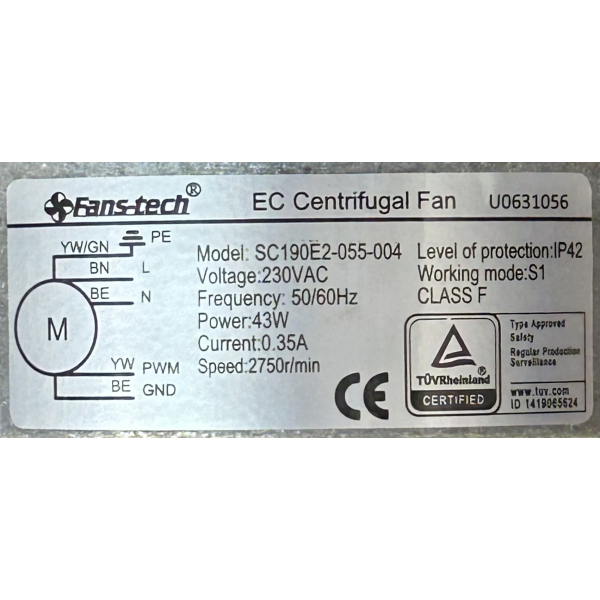 Fans-tech®
EC Centrifugal Fan
U0631056
YW/GN PE
BN L
BE N
M
YW PWM
BE GND
Model: SC190E2-055-004
Voltage:230VAC
Frequency: 50/60Hz
Power:43W
Current:0.35A
Speed:2750r/min
Level of protection:IP42
Working mode:S1
CLASS F
CE
TÜVRheinland®
CERTIFIED
Type Approved
Safety
Regular Production
Surveillance
www.tuv.com
ID 1419065624